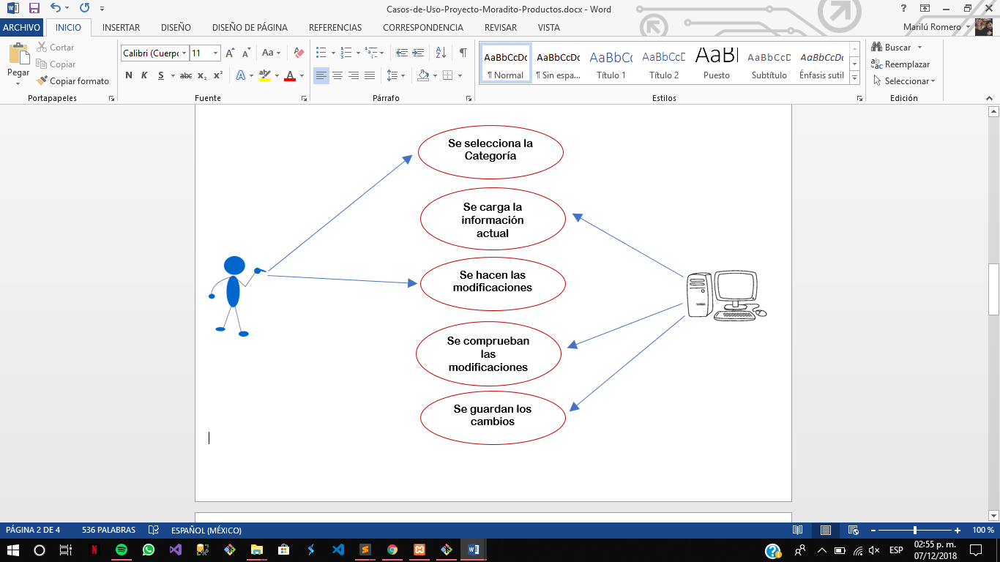 Casos-de-Uso-Proyecto-Moradito-Productos.docx - Word
ARCHIVO INICIO INSERTAR DISEÑO DISEÑO DE PÁGINA REFERENCIAS CORRESPONDENCIA REVISAR VISTA Marilú Romero
Pegar
Cortar
Copiar
Copiar formato
Portapapeles
Calibri (Cuerpo 11
N K S abc x₂ x²
Fuente
Párrafo
AaBbCcDc AaBbCcDc AaBbCc AaBbCcD AaBb AaBbCcD AaBbCcDc
¶ Normal ¶ Sin espa... Título 1 Título 2 Puesto Subtítulo Énfasis sutil
Estilos
Buscar
Reemplazar
Seleccionar
Edición
Se selecciona la
Categoría
Se carga la
información
actual
Se hacen las
modificaciones
Se comprueban
las
modificaciones
Se guardan los
cambios
PÁGINA 2 DE 4 536 PALABRAS ESPAÑOL (MÉXICO) 100 %
ESP
02:55 p. m.
07/12/2018